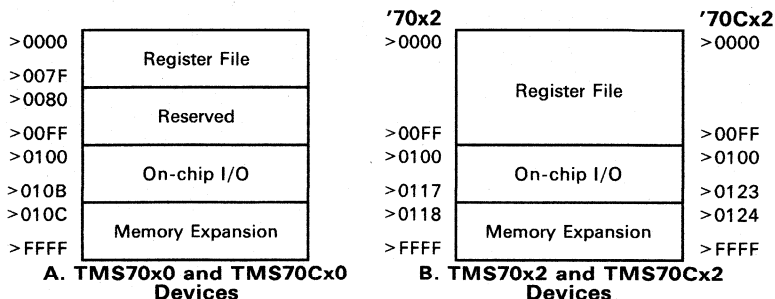 '70x2 '70Cx2
>0000 >0000 >0000
Register File
>007F
>0080
Register File
Reserved
>00FF >00FF >00FF
>0100 >0100 >0100
On-chip I/O On-chip I/O
>010B >0117 >0123
>010C >0118 >0124
Memory Expansion Memory Expansion
>FFFF >FFFF >FFFF
A. TMS70x0 and TMS70Cx0 B. TMS70x2 and TMS70Cx2
Devices Devices